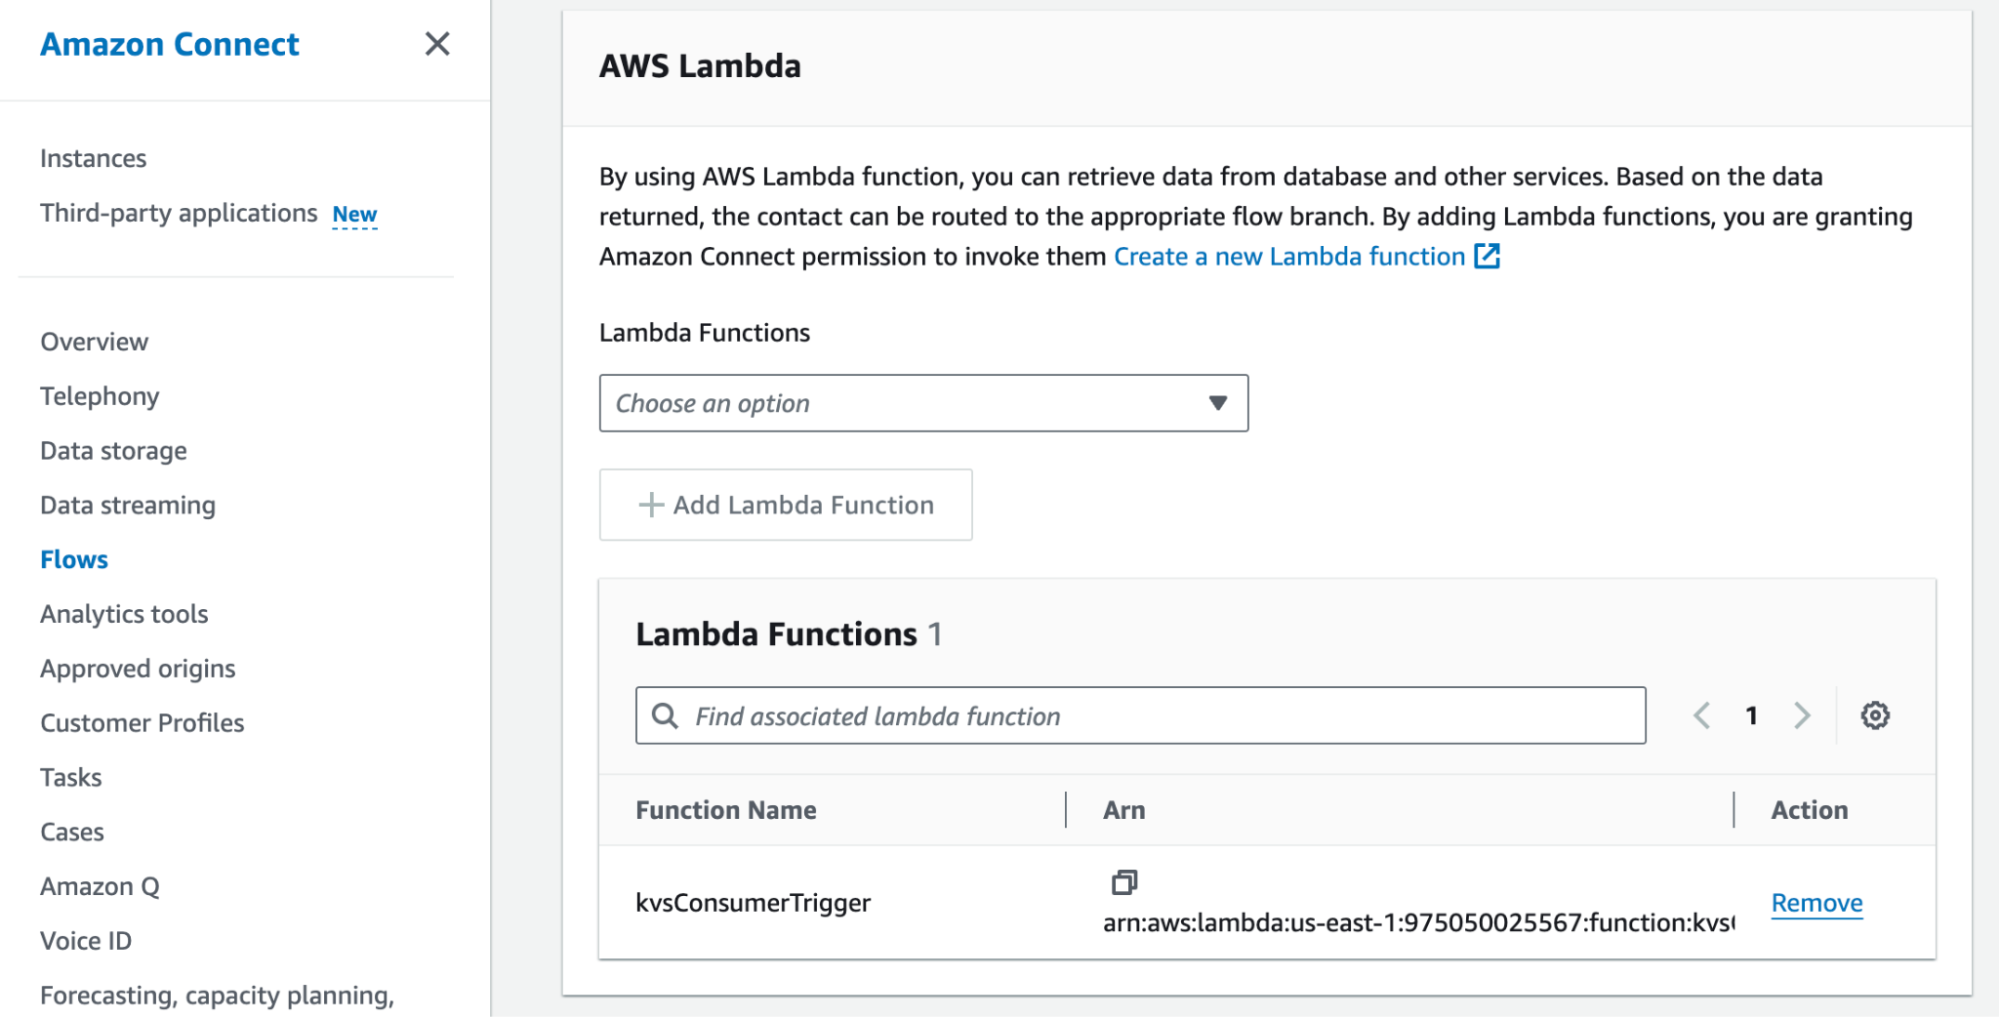 Amazon Connect
Instances
Third-party applications New
Overview
Telephony
Data storage
Data streaming
Flows
Analytics tools
Approved origins
Customer Profiles
Tasks
Cases
Amazon Q
Voice ID
Forecasting, capacity planning,
AWS Lambda
By using AWS Lambda function, you can retrieve data from database and other services. Based on the data
returned, the contact can be routed to the appropriate flow branch. By adding Lambda functions, you are granting
Amazon Connect permission to invoke them Create a new Lambda function
Lambda Functions
Choose an option
Add Lambda Function
Lambda Functions 1
Find associated lambda function
1
Function Name
Arn
Action
kvsConsumerTrigger
arn:aws:lambda:us-east-1:975050025567:function:kvs
Remove